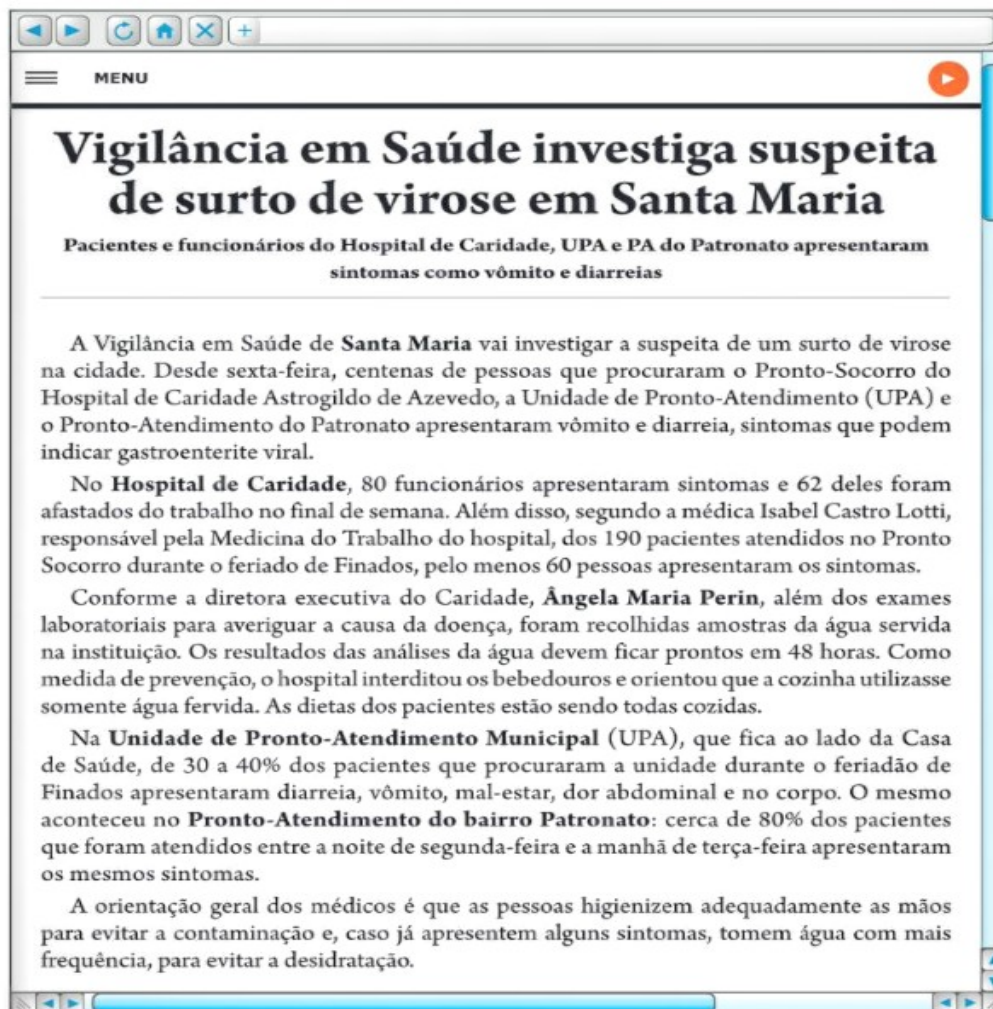 MENU
Vigilância em Saúde investiga suspeita
de surto de virose em Santa Maria
Pacientes e funcionários do Hospital de Caridade, UPA e PA do Patronato apresentaram
sintomas como vômito e diarreias
A Vigilância em Saúde de Santa Maria vai investigar a suspeita de um surto de virose
na cidade. Desde sexta-feira, centenas de pessoas que procuraram o Pronto-Socorro do
Hospital de Caridade Astrogildo de Azevedo, a Unidade de Pronto-Atendimento (UPA) e
o Pronto-Atendimento do Patronato apresentaram vômito e diarreia, sintomas que podem
indicar gastroenterite viral.
No Hospital de Caridade, 80 funcionários apresentaram sintomas e 62 deles foram
afastados do trabalho no final de semana. Além disso, segundo a médica Isabel Castro Lotti,
responsável pela Medicina do Trabalho do hospital, dos 190 pacientes atendidos no Pronto
Socorro durante o feriado de Finados, pelo menos 60 pessoas apresentaram os sintomas.
Conforme a diretora executiva do Caridade, Ângela Maria Perin, além dos exames
laboratoriais para averiguar a causa da doença, foram recolhidas amostras da água servida
na instituição. Os resultados das análises da água devem ficar prontos em 48 horas. Como
medida de prevenção, o hospital interditou os bebedouros e orientou que a cozinha utilizasse
somente água fervida. As dietas dos pacientes estão sendo todas cozidas.
Na Unidade de Pronto-Atendimento Municipal (UPA), que fica ao lado da Casa
de Saúde, de 30 a 40% dos pacientes que procuraram a unidade durante o feriadão de
Finados apresentaram diarreia, vômito, mal-estar, dor abdominal e no corpo. O mesmo
aconteceu no Pronto-Atendimento do bairro Patronato: cerca de 80% dos pacientes
que foram atendidos entre a noite de segunda-feira e a manhã de terça-feira apresentaram
os mesmos sintomas.
A orientação geral dos médicos é que as pessoas higienizem adequadamente as mãos
para evitar a contaminação e, caso já apresentem alguns sintomas, tomem água com mais
frequência, para evitar a desidratação.